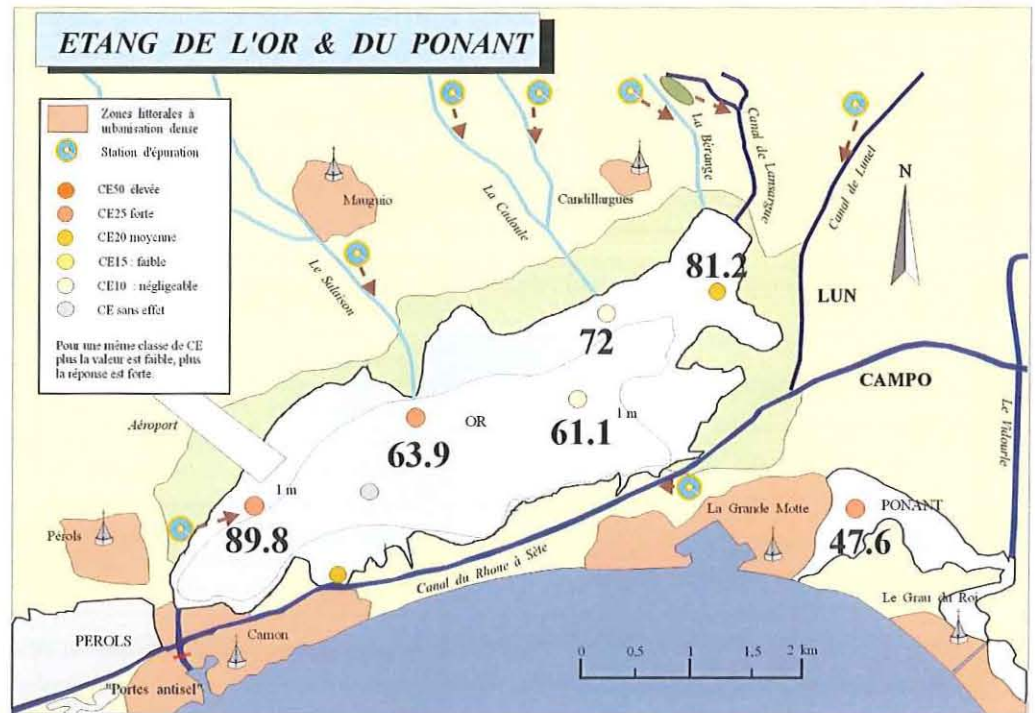 ETANG DE L'OR & DU PONANT
Zones littorales à
urbanisation dense
Station d'épuration
CE50 élevée
CE25 forte
CE20 moyenne
CE15 : faible
CE10 : négligeable
CE sans effet
Pour une même classe de CE
plus la valeur est faible, plus
la réponse est forte.
Mauguio
Candillargues
La Bérange
Canal de Lansargue
Canal de Lunel
N
La Cadoule
Le Salaison
81.2
LUN
72
CAMPO
Le Vidourle
Aéroport
OR
63.9
61.1
1 m
1 m
89.8
Pérols
La Grande Motte
PONANT
47.6
Canal du Rhone à Sète
Le Grau du Roi
PEROLS
Carnon
"Portes antisel"
0 0,5 1 1,5 2 km